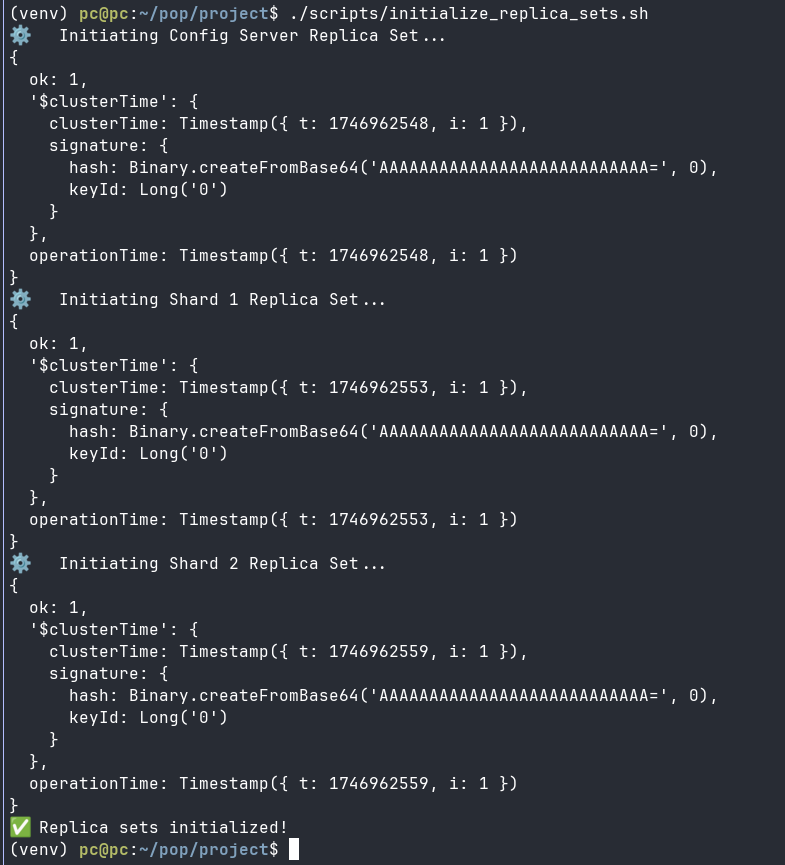 (venv) pc@pc:~/pop/project$ ./scripts/initialize_replica_sets.sh
⚙️ Initiating Config Server Replica Set...
{
  ok: 1,
  '$clusterTime': {
    clusterTime: Timestamp({ t: 1746962548, i: 1 }),
    signature: {
      hash: Binary.createFromBase64('AAAAAAAAAAAAAAAAAAAAAAAAAAA=', 0),
      keyId: Long('0')
    }
  },
  operationTime: Timestamp({ t: 1746962548, i: 1 })
}
⚙️ Initiating Shard 1 Replica Set...
{
  ok: 1,
  '$clusterTime': {
    clusterTime: Timestamp({ t: 1746962553, i: 1 }),
    signature: {
      hash: Binary.createFromBase64('AAAAAAAAAAAAAAAAAAAAAAAAAAA=', 0),
      keyId: Long('0')
    }
  },
  operationTime: Timestamp({ t: 1746962553, i: 1 })
}
⚙️ Initiating Shard 2 Replica Set...
{
  ok: 1,
  '$clusterTime': {
    clusterTime: Timestamp({ t: 1746962559, i: 1 }),
    signature: {
      hash: Binary.createFromBase64('AAAAAAAAAAAAAAAAAAAAAAAAAAA=', 0),
      keyId: Long('0')
    }
  },
  operationTime: Timestamp({ t: 1746962559, i: 1 })
}
✅ Replica sets initialized!
(venv) pc@pc:~/pop/project$